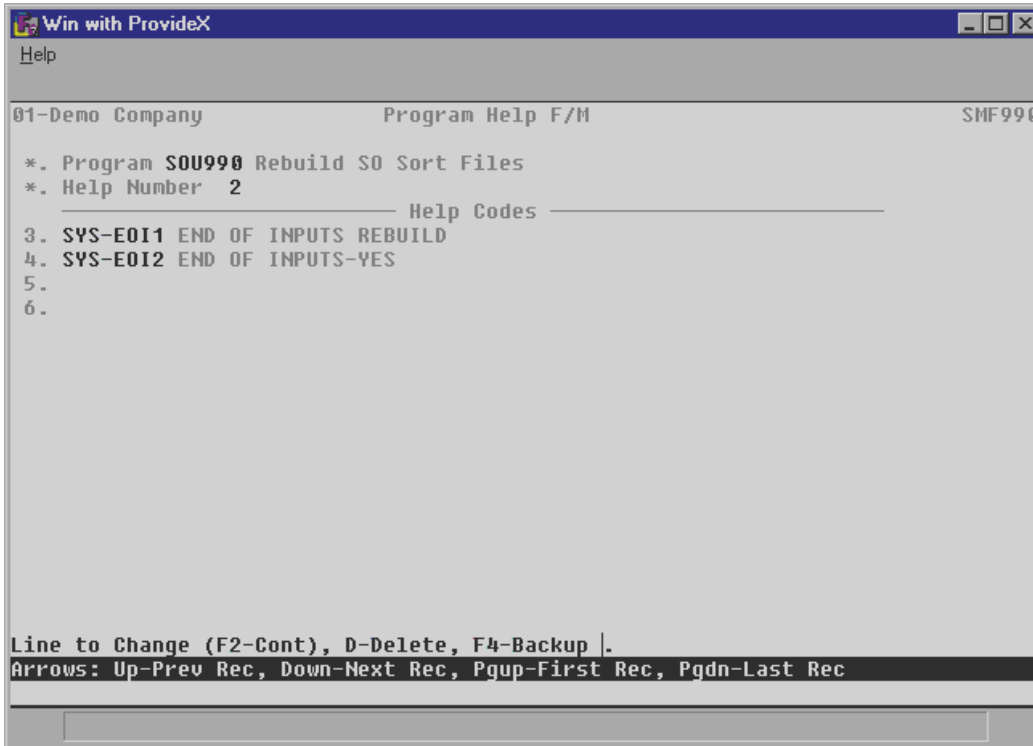 Win with ProvideX
Help
01-Demo Company Program Help F/M SMF990
*. Program SOU990 Rebuild SO Sort Files
*. Help Number 2
Help Codes
3. SYS-EOI1 END OF INPUTS REBUILD
4. SYS-EOI2 END OF INPUTS-YES
5.
6.
Line to Change (F2-Cont), D-Delete, F4-Backup .
Arrows: Up-Prev Rec, Down-Next Rec, Pgup-First Rec, Pgdn-Last Rec